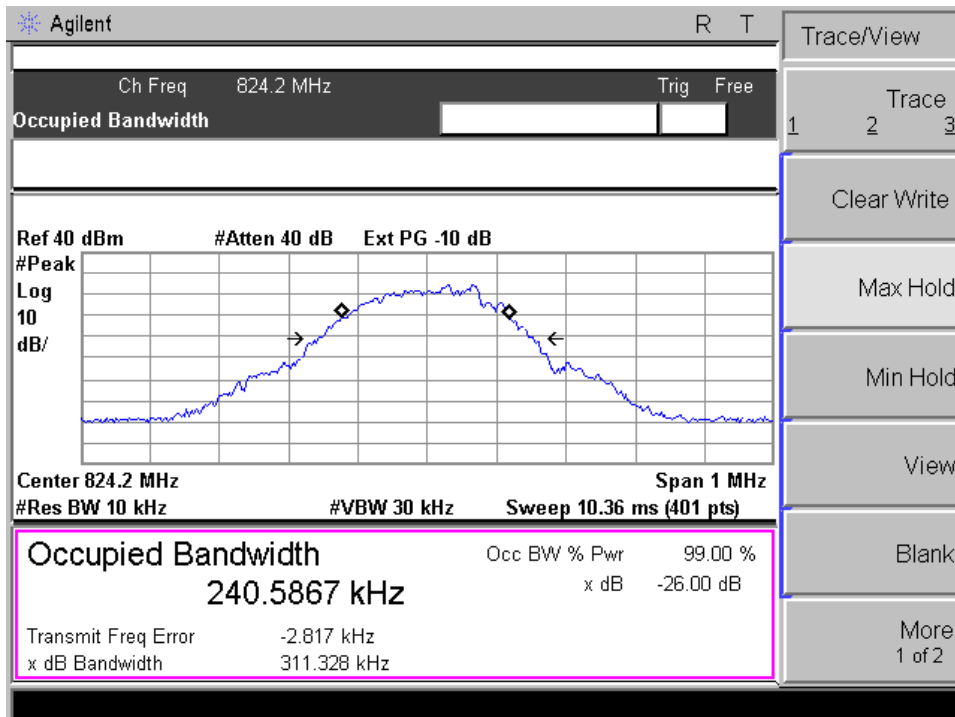 Agilent R T
Trace/View
Ch Freq 824.2 MHz Trig Free
Occupied Bandwidth
Trace
1 2 3
Clear Write
Ref 40 dBm #Atten 40 dB Ext PG -10 dB
#Peak
Log
10
dB/
Max Hold
Min Hold
View
Center 824.2 MHz Span 1 MHz
#Res BW 10 kHz #VBW 30 kHz Sweep 10.36 ms (401 pts)
Occupied Bandwidth
240.5867 kHz
Occ BW % Pwr 99.00 %
x dB -26.00 dB
Transmit Freq Error -2.817 kHz
x dB Bandwidth 311.328 kHz
Blank
More
1 of 2